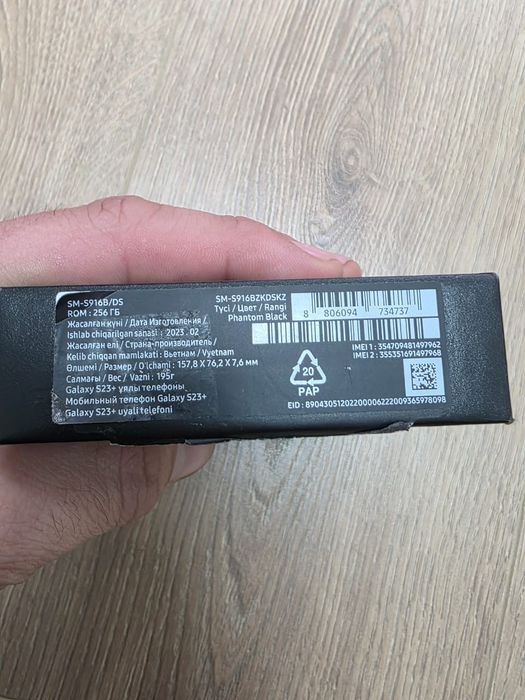 SM-S916B/DS
ROM: 256 ГБ
Жасалған күні / Дата Изготовления /
Ishlab chiqarilgan sanasi : 2023 . 02
Жасалған елі / Страна-производитель /
Kelib chiqqan mamlakati : Вьетнам / Vyetnam
Өлшемі / Размер / O'lchami : 157,8 X 76,2 X 7,6 мм
Салмағы / Вес / Vazni : 195г
Galaxy S23+ ұялы телефоны
Мобильный телефон Galaxy S23+
Galaxy S23+ uyali telefoni
SM-S916BZKDSKZ
Түсі / Цвет / Rangi
Phantom Black
8 806094 734737
IMEI 1 : 354709481497962
IMEI 2 : 355351691497968
20
PAP
EID : 89043051202200006222009365978098